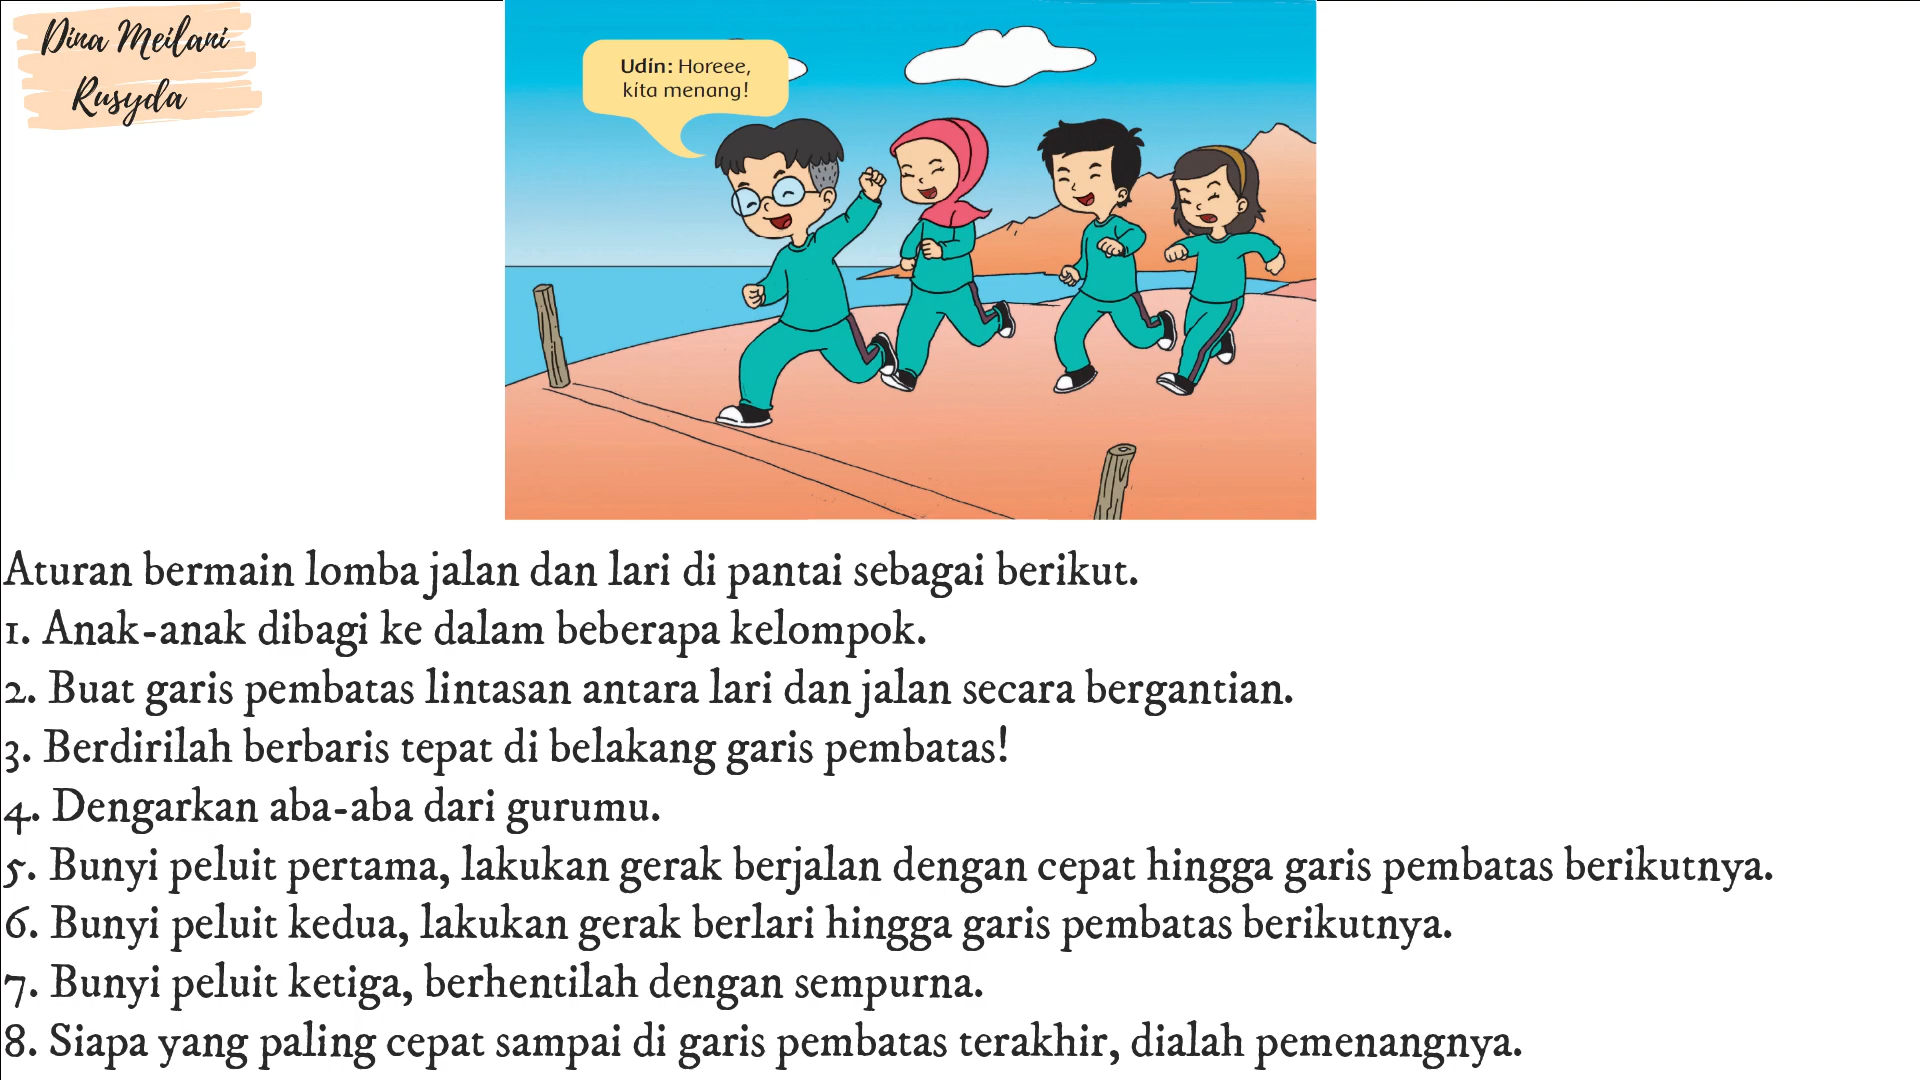 Dina Meilani
Rusyda
Udin: Horeee,
kita menang!
Aturan bermain lomba jalan dan lari di pantai sebagai berikut.
1. Anak-anak dibagi ke dalam beberapa kelompok.
2. Buat garis pembatas lintasan antara lari dan jalan secara bergantian.
3. Berdirilah berbaris tepat di belakang garis pembatas!
4. Dengarkan aba-aba dari gurumu.
5. Bunyi peluit pertama, lakukan gerak berjalan dengan cepat hingga garis pembatas berikutnya.
6. Bunyi peluit kedua, lakukan gerak berlari hingga garis pembatas berikutnya.
7. Bunyi peluit ketiga, berhentilah dengan sempurna.
8. Siapa yang paling cepat sampai di garis pembatas terakhir, dialah pemenangnya.